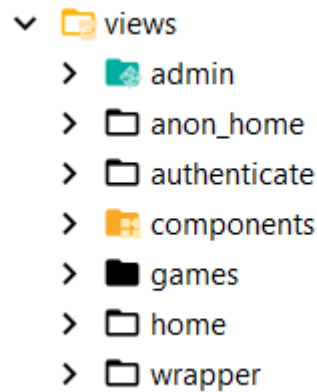 views
admin
anon_home
authenticate
components
games
home
wrapper